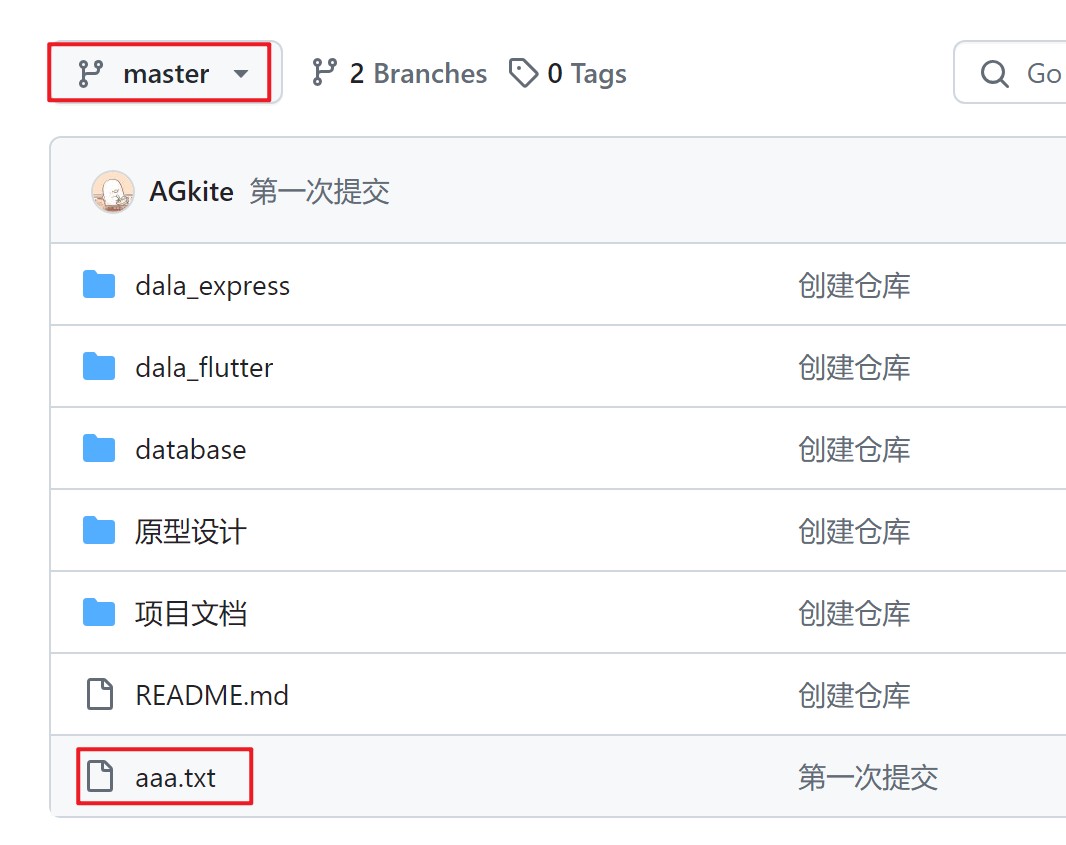 master 2 Branches 0 Tags Go
AGkite 第一次提交
dala_express 创建仓库
dala_flutter 创建仓库
database 创建仓库
原型设计 创建仓库
项目文档 创建仓库
README.md 创建仓库
aaa.txt 第一次提交